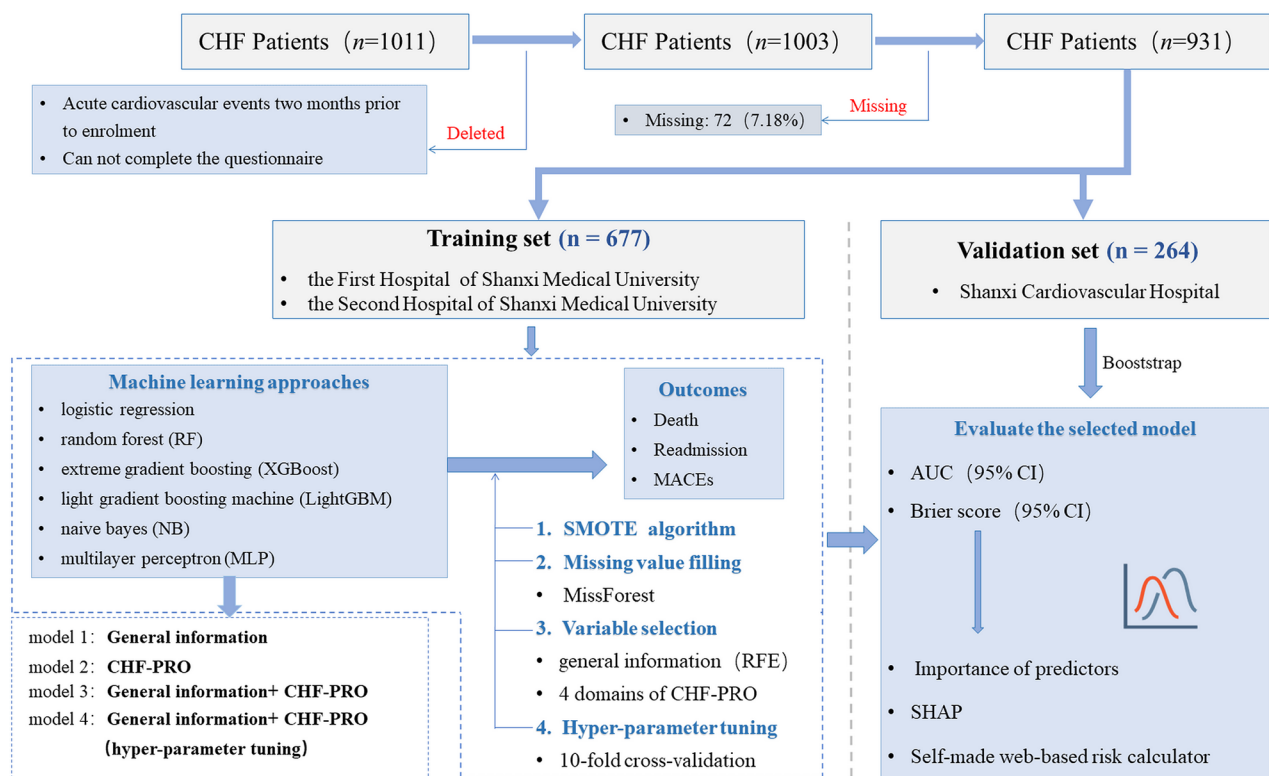 CHF Patients（n=1011）
CHF Patients（n=1003）
CHF Patients（n=931）
• Acute cardiovascular events two months prior
to enrolment
• Can not complete the questionnaire
Deleted
• Missing: 72（7.18%）
Missing
Training set (n = 677)
• the First Hospital of Shanxi Medical University
• the Second Hospital of Shanxi Medical University
Validation set (n = 264)
• Shanxi Cardiovascular Hospital
Booststrap
Machine learning approaches
• logistic regression
• random forest (RF)
• extreme gradient boosting (XGBoost)
• light gradient boosting machine (LightGBM)
• naive bayes (NB)
• multilayer perceptron (MLP)
Outcomes
• Death
• Readmission
• MACEs
1. SMOTE algorithm
2. Missing value filling
• MissForest
3. Variable selection
• general information（RFE）
• 4 domains of CHF-PRO
4. Hyper-parameter tuning
• 10-fold cross-validation
model 1：General information
model 2：CHF-PRO
model 3：General information+ CHF-PRO
model 4：General information+ CHF-PRO
（hyper-parameter tuning）
Evaluate the selected model
• AUC（95% CI）
• Brier score（95% CI）
• Importance of predictors
• SHAP
• Self-made web-based risk calculator